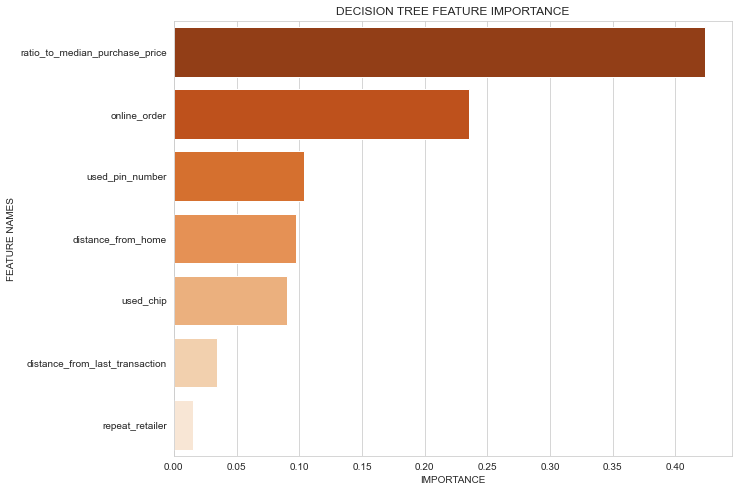 DECISION TREE FEATURE IMPORTANCE
FEATURE NAMES
ratio_to_median_purchase_price
online_order
used_pin_number
distance_from_home
used_chip
distance_from_last_transaction
repeat_retailer
0.00 0.05 0.10 0.15 0.20 0.25 0.30 0.35 0.40
IMPORTANCE